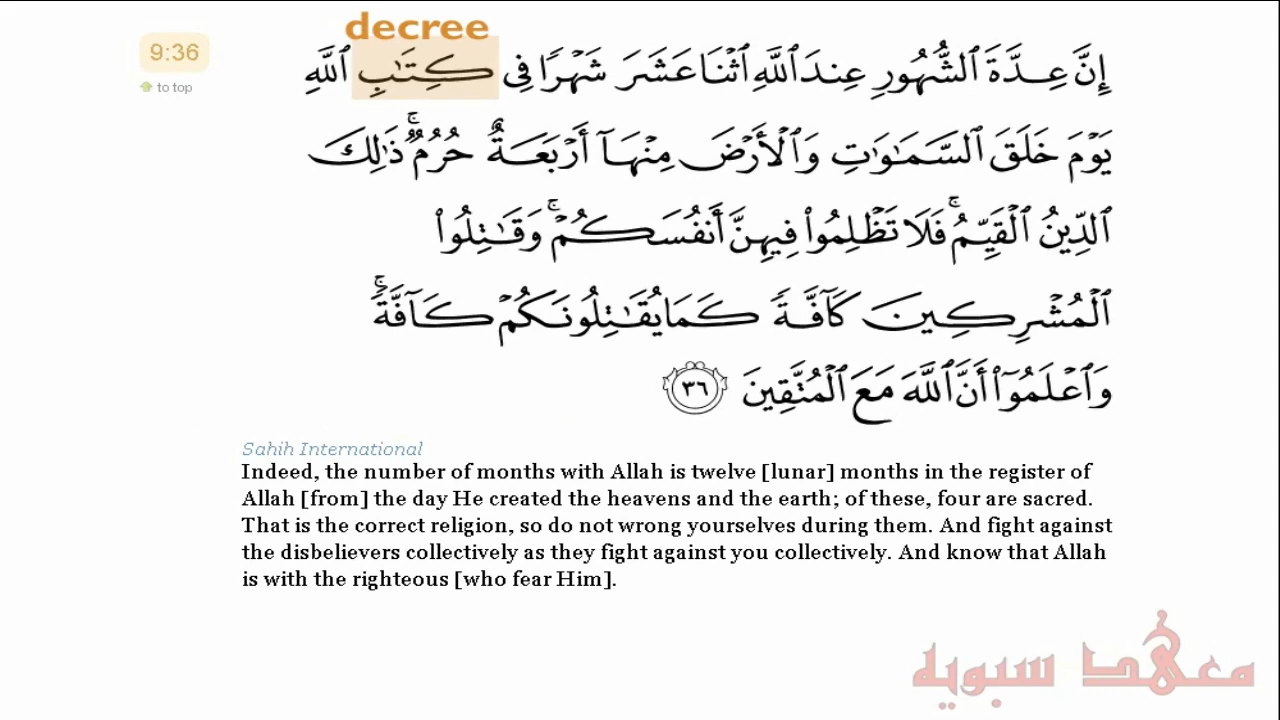 decree
9:36
to top
إِنَّ عِدَّةَ ٱلشُّهُورِ عِندَ ٱللَّهِ ٱثْنَا عَشَرَ شَهْرًا فِى كِتَـٰبِ ٱللَّهِ
يَوْمَ خَلَقَ ٱلسَّمَـٰوَٰتِ وَٱلْأَرْضَ مِنْهَآ أَرْبَعَةٌ حُرُمٌ ۚ ذَٰلِكَ
ٱلدِّينُ ٱلْقَيِّمُ ۚ فَلَا تَظْلِمُوا۟ فِيهِنَّ أَنفُسَكُمْ ۚ وَقَـٰتِلُوا۟
ٱلْمُشْرِكِينَ كَآفَّةً كَمَا يُقَـٰتِلُونَكُمْ كَآفَّةً ۚ
وَٱعْلَمُوٓا۟ أَنَّ ٱللَّهَ مَعَ ٱلْمُتَّقِينَ ٣٦
Sahih International
Indeed, the number of months with Allah is twelve [lunar] months in the register of
Allah [from] the day He created the heavens and the earth; of these, four are sacred.
That is the correct religion, so do not wrong yourselves during them. And fight against
the disbelievers collectively as they fight against you collectively. And know that Allah
is with the righteous [who fear Him].
معهد سبويه